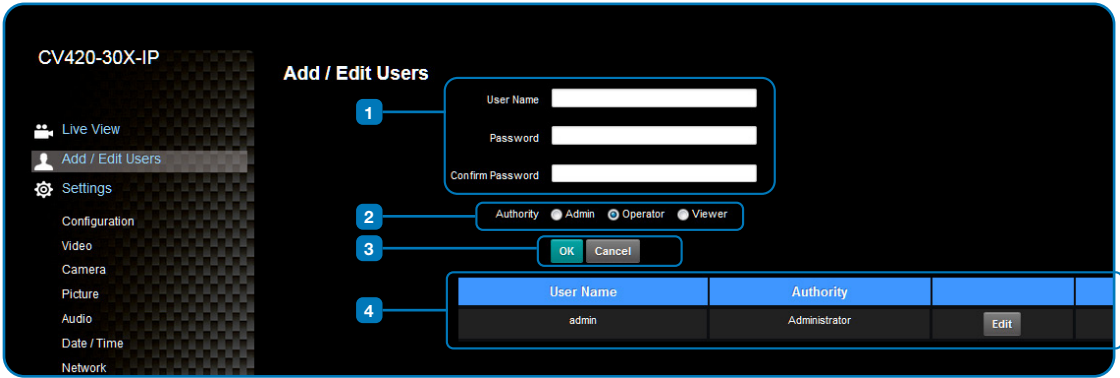 CV420-30X-IP
Live View
Add / Edit Users
Settings
Configuration
Video
Camera
Picture
Audio
Date / Time
Network
Add / Edit Users
1
User Name
Password
Confirm Password
2
Authority Admin Operator Viewer
3
OK Cancel
4
User Name Authority
admin Administrator Edit